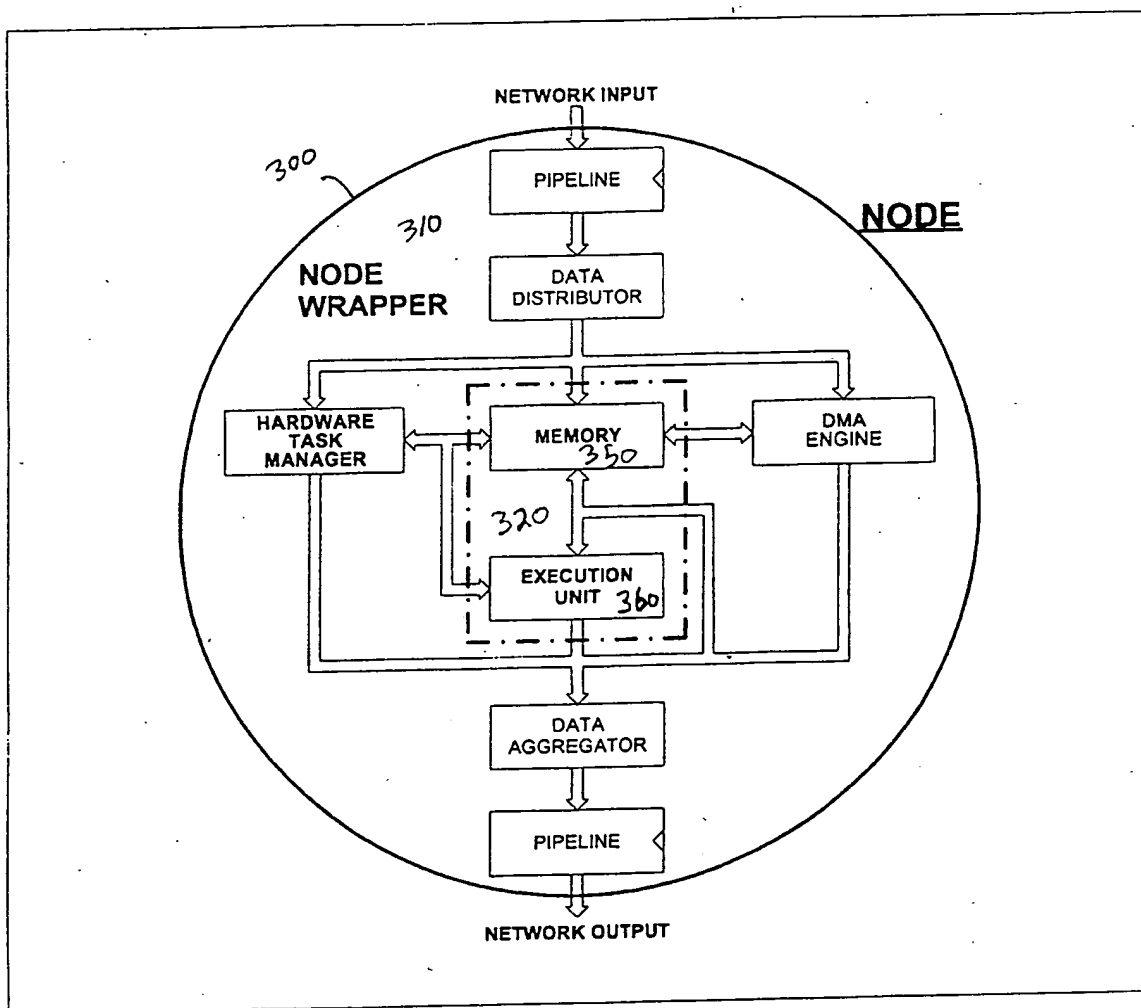 NETWORK INPUT
300
PIPELINE
310
NODE
NODE
WRAPPER
DATA
DISTRIBUTOR
HARDWARE
TASK
MANAGER
MEMORY
350
DMA
ENGINE
320
EXECUTION
UNIT
360
DATA
AGGREGATOR
PIPELINE
NETWORK OUTPUT